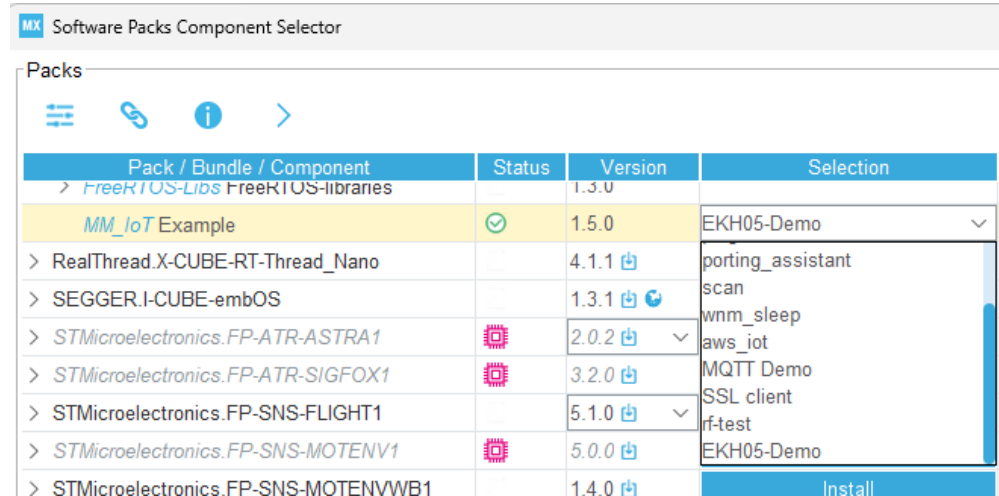 MX Software Packs Component Selector
Packs
Pack / Bundle / Component Status Version Selection
> FreeRTOS-Libs FreeRTOS-libraries 1.3.0
MM_IoT Example 1.5.0 EKH05-Demo
> RealThread.X-CUBE-RT-Thread_Nano 4.1.1 porting_assistant
scan
> SEGGER.I-CUBE-embOS 1.3.1
wnm_sleep
> STMicroelectronics.FP-ATR-ASTRA1 2.0.2 aws_iot
> STMicroelectronics.FP-ATR-SIGFOX1 3.2.0 MQTT Demo
SSL client
> STMicroelectronics.FP-SNS-FLIGHT1 5.1.0
rf-test
> STMicroelectronics.FP-SNS-MOTENV1 5.0.0 EKH05-Demo
> STMicroelectronics.FP-SNS-MOTENVWB1 1.4.0 Install